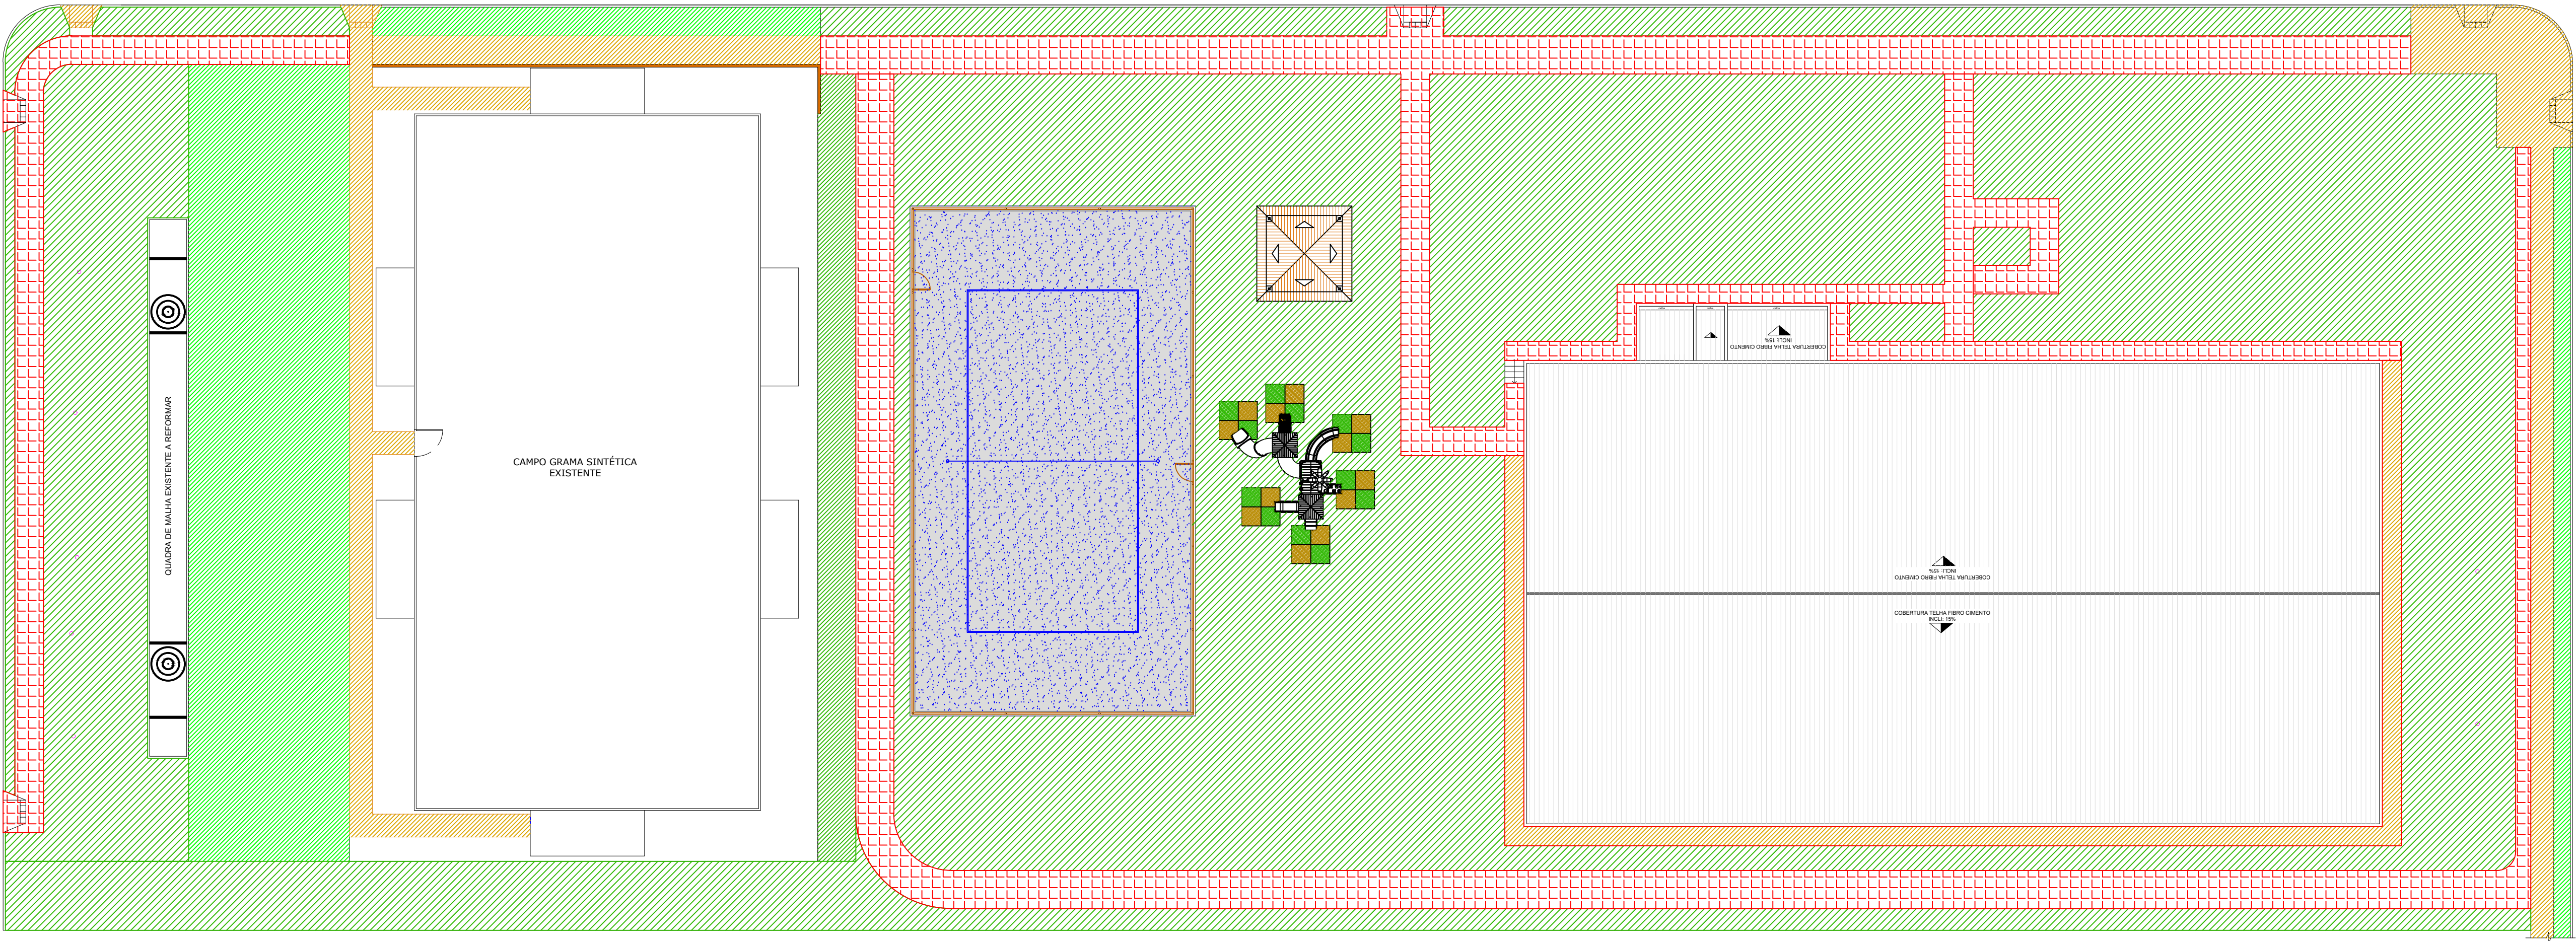 QUADRA DE MALHA EXISTENTE A REFORMAR
CAMPO GRAMA SINTÉTICA
EXISTENTE
COBERTURA TELHA FIBRO CIMENTO
INCLI: 15%
COBERTURA TELHA FIBRO CIMENTO
INCLI: 15%
COBERTURA TELHA FIBRO CIMENTO
INCLI: 15%